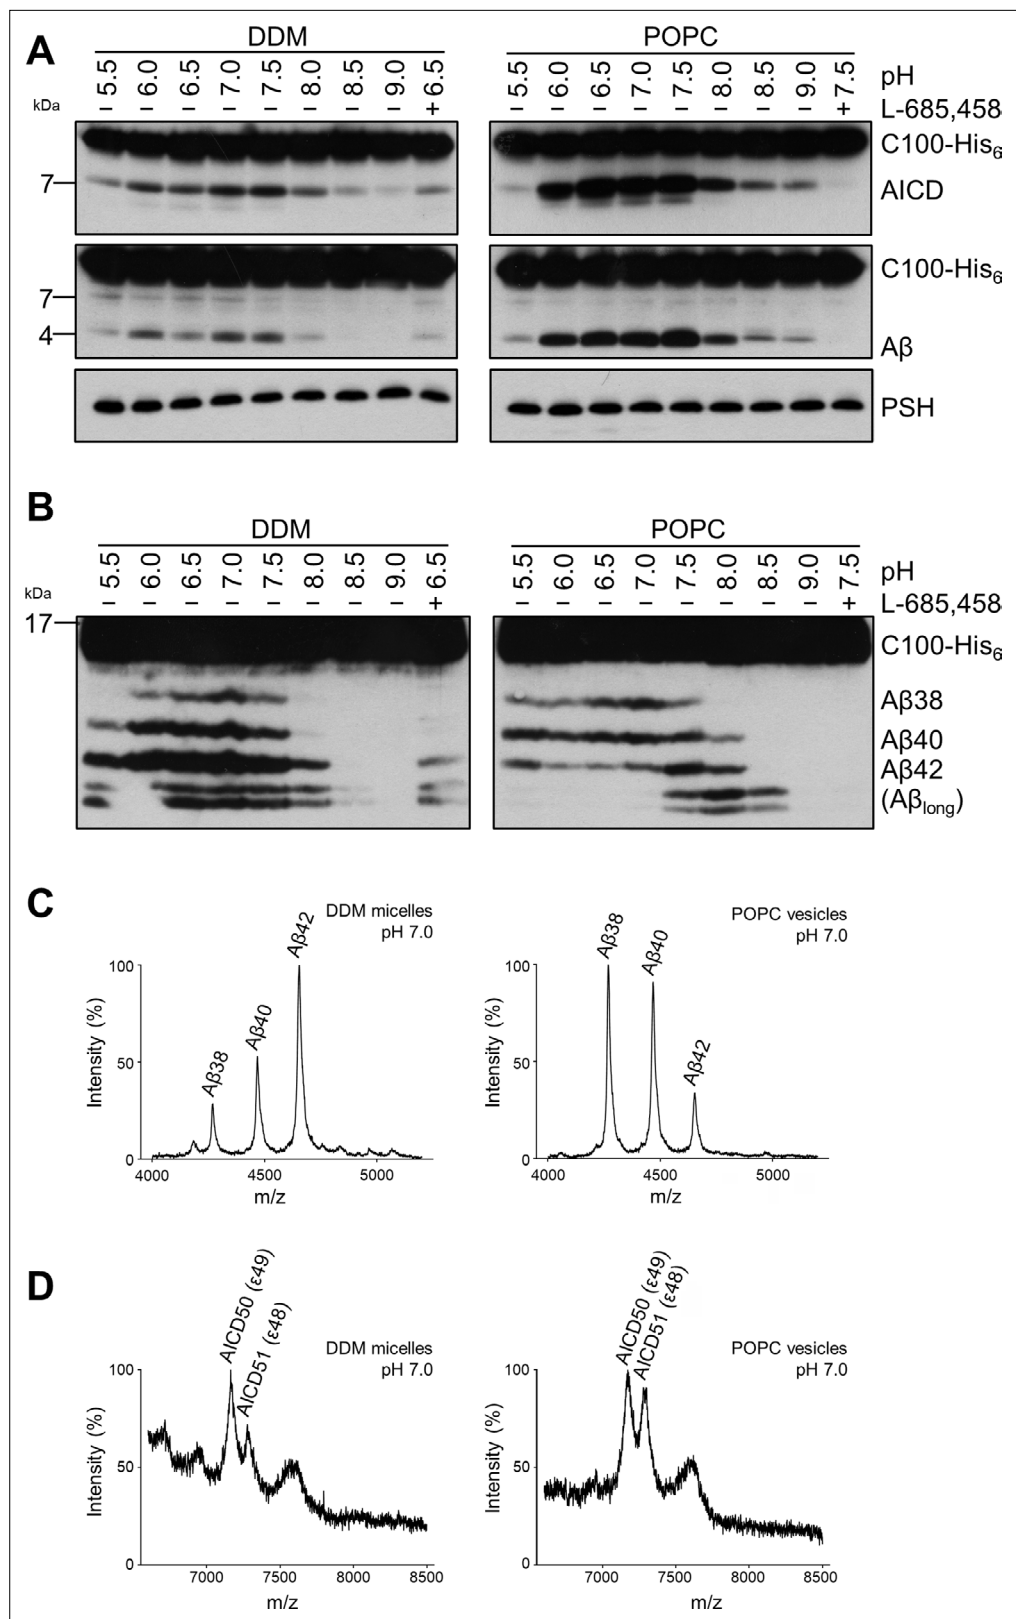 A
DDM POPC
5.5 6.0 6.5 7.0 7.5 8.0 8.5 9.0 6.5 5.5 6.0 6.5 7.0 7.5 8.0 8.5 9.0 7.5 pH
kDa – – – – – – – – + – – – – – – – – + L-685,458
C100-His6
7 AICD
C100-His6
7
4 Aβ
PSH
B
DDM POPC
5.5 6.0 6.5 7.0 7.5 8.0 8.5 9.0 6.5 5.5 6.0 6.5 7.0 7.5 8.0 8.5 9.0 7.5 pH
kDa – – – – – – – – + – – – – – – – – + L-685,458
17 C100-His6
Aβ38
Aβ40
Aβ42
(Aβlong)
C
DDM micelles
pH 7.0
Aβ38 Aβ40 Aβ42
Intensity (%)
100
50
0
4000 4500 5000
m/z
POPC vesicles
pH 7.0
Aβ38 Aβ40 Aβ42
Intensity (%)
100
50
0
4000 4500 5000
m/z
D
DDM micelles
pH 7.0
AICD50 (ε49)
AICD51 (ε48)
Intensity (%)
100
50
0
7000 7500 8000 8500
m/z
POPC vesicles
pH 7.0
AICD50 (ε49)
AICD51 (ε48)
Intensity (%)
100
50
0
7000 7500 8000 8500
m/z